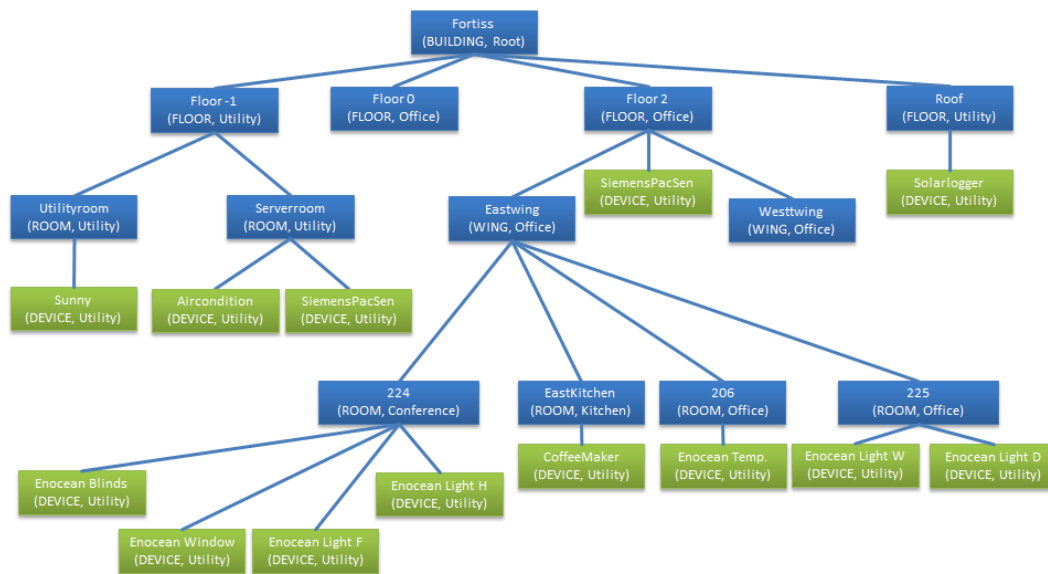 Fortiss
(BUILDING, Root)
Floor -1
(FLOOR, Utility)
Floor 0
(FLOOR, Office)
Floor 2
(FLOOR, Office)
Roof
(FLOOR, Utility)
SiemensPacSen
(DEVICE, Utility)
Solarlogger
(DEVICE, Utility)
Utilityroom
(ROOM, Utility)
Serverroom
(ROOM, Utility)
Eastwing
(WING, Office)
Westtwing
(WING, Office)
Sunny
(DEVICE, Utility)
Aircondition
(DEVICE, Utility)
SiemensPacSen
(DEVICE, Utility)
224
(ROOM, Conference)
EastKitchen
(ROOM, Kitchen)
206
(ROOM, Office)
225
(ROOM, Office)
CoffeeMaker
(DEVICE, Utility)
Enocean Temp.
(DEVICE, Utility)
Enocean Light W
(DEVICE, Utility)
Enocean Light D
(DEVICE, Utility)
Enocean Blinds
(DEVICE, Utility)
Enocean Light H
(DEVICE, Utility)
Enocean Window
(DEVICE, Utility)
Enocean Light F
(DEVICE, Utility)